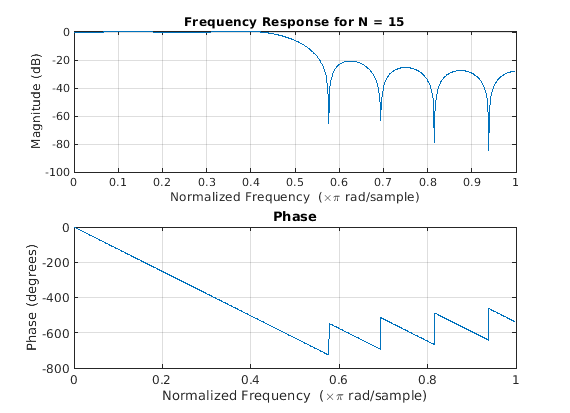 Frequency Response for N = 15
Magnitude (dB)
0
-20
-40
-60
-80
-100
0 0.1 0.2 0.3 0.4 0.5 0.6 0.7 0.8 0.9 1
Normalized Frequency (×π rad/sample)
Phase
Phase (degrees)
0
-200
-400
-600
-800
0 0.2 0.4 0.6 0.8 1
Normalized Frequency (×π rad/sample)